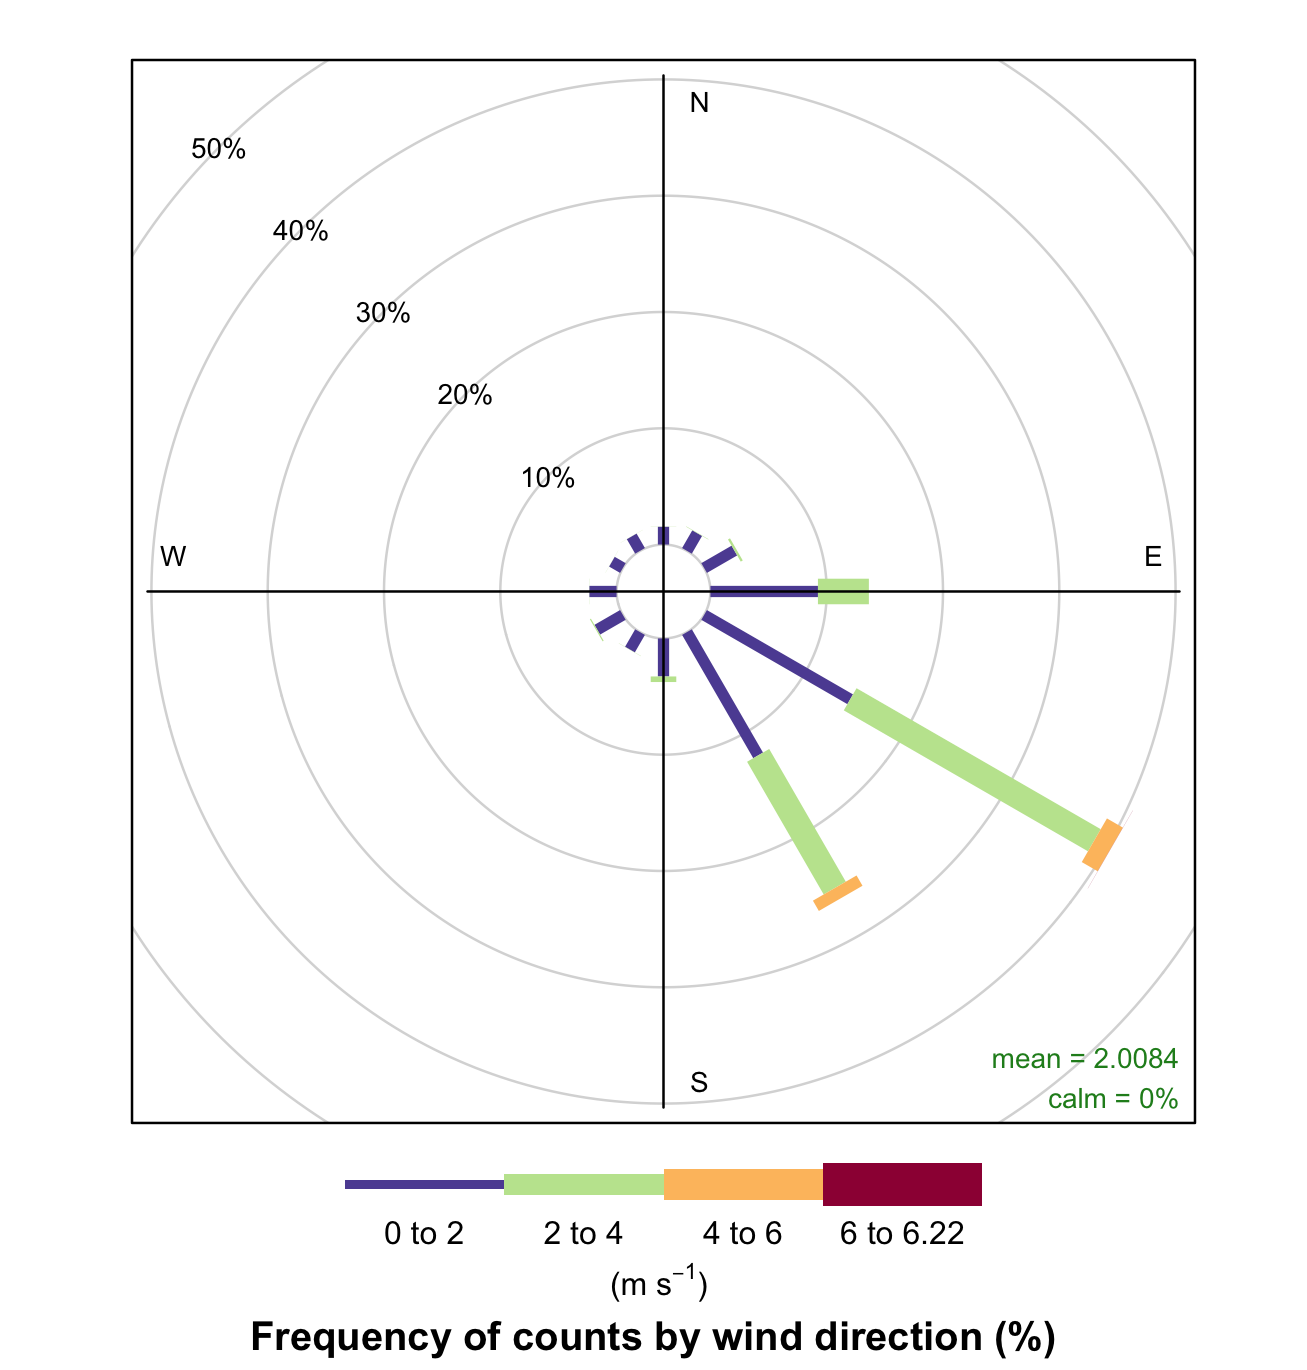 N
50%
40%
30%
20%
10%
W
E
S
mean = 2.0084
calm = 0%
0 to 2 2 to 4 4 to 6 6 to 6.22
(m s⁻¹)
Frequency of counts by wind direction (%)